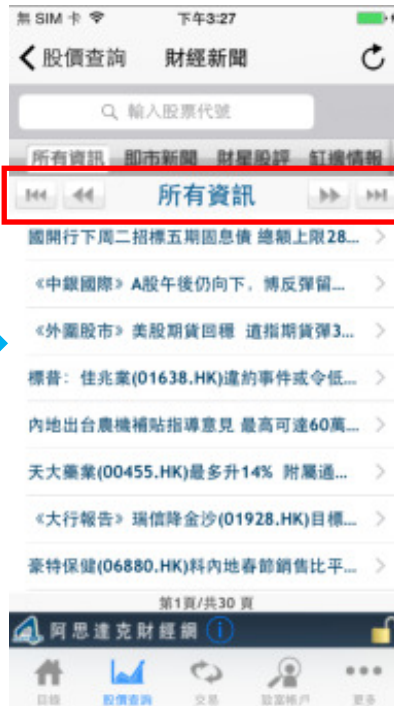 無 SIM 卡 下午3:27
股價查詢 財經新聞
輸入股票代號
所有資訊 即市新聞 財星股評 缸邊情報
所有資訊
國開行下周二招標五期固息債 總額上限28...
《中銀國際》A股午後仍向下，博反彈留...
《外圍股市》美股期貨回穩 道指期貨彈3...
標普：佳兆業(01638.HK)違約事件或令低...
內地出台農機補貼指導意見 最高可達60萬...
天大藥業(00455.HK)最多升14% 附屬通...
《大行報告》瑞信降金沙(01928.HK)目標...
豪特保健(06880.HK)料內地春節銷售比平...
第1頁/共30 頁
阿思達克財經網
目錄 股價查詢 交易 更多